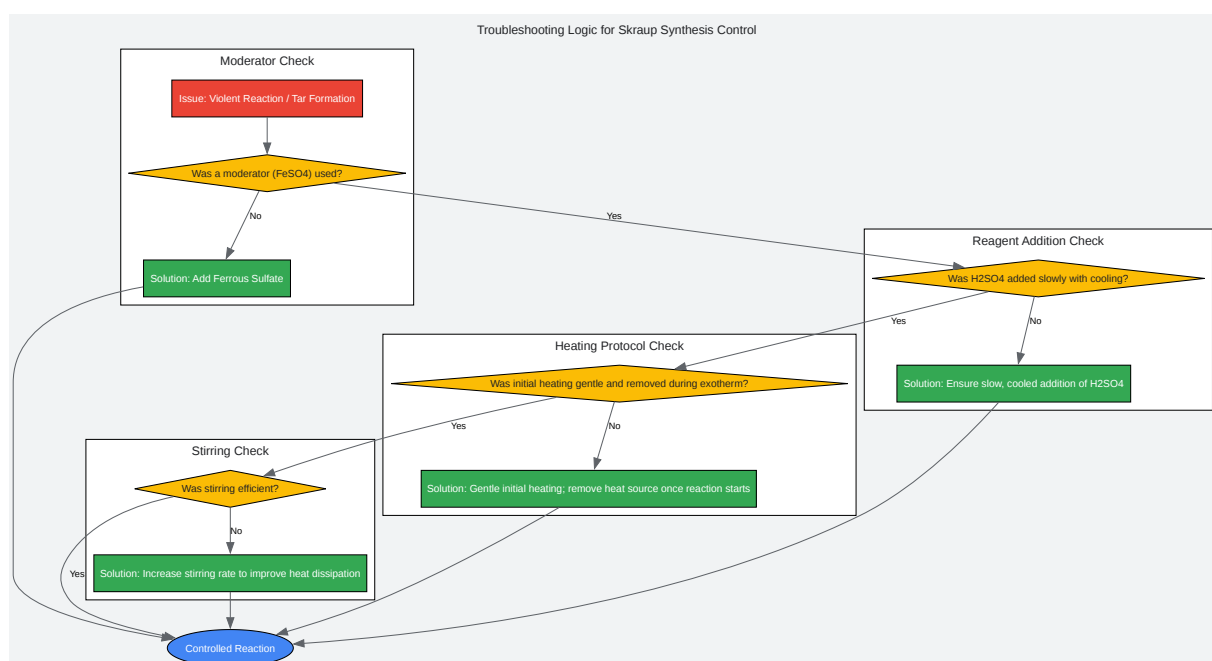 Troubleshooting Logic for Skraup Synthesis Control
Moderator Check
Issue: Violent Reaction / Tar Formation
Was a moderator (FeSO4) used?
No
Yes
Solution: Add Ferrous Sulfate
Reagent Addition Check
Was H2SO4 added slowly with cooling?
Yes
No
Solution: Ensure slow, cooled addition of H2SO4
Heating Protocol Check
Was initial heating gentle and removed during exotherm?
Yes
No
Solution: Gentle initial heating; remove heat source once reaction starts
Stirring Check
Was stirring efficient?
No
Yes
Solution: Increase stirring rate to improve heat dissipation
Controlled Reaction